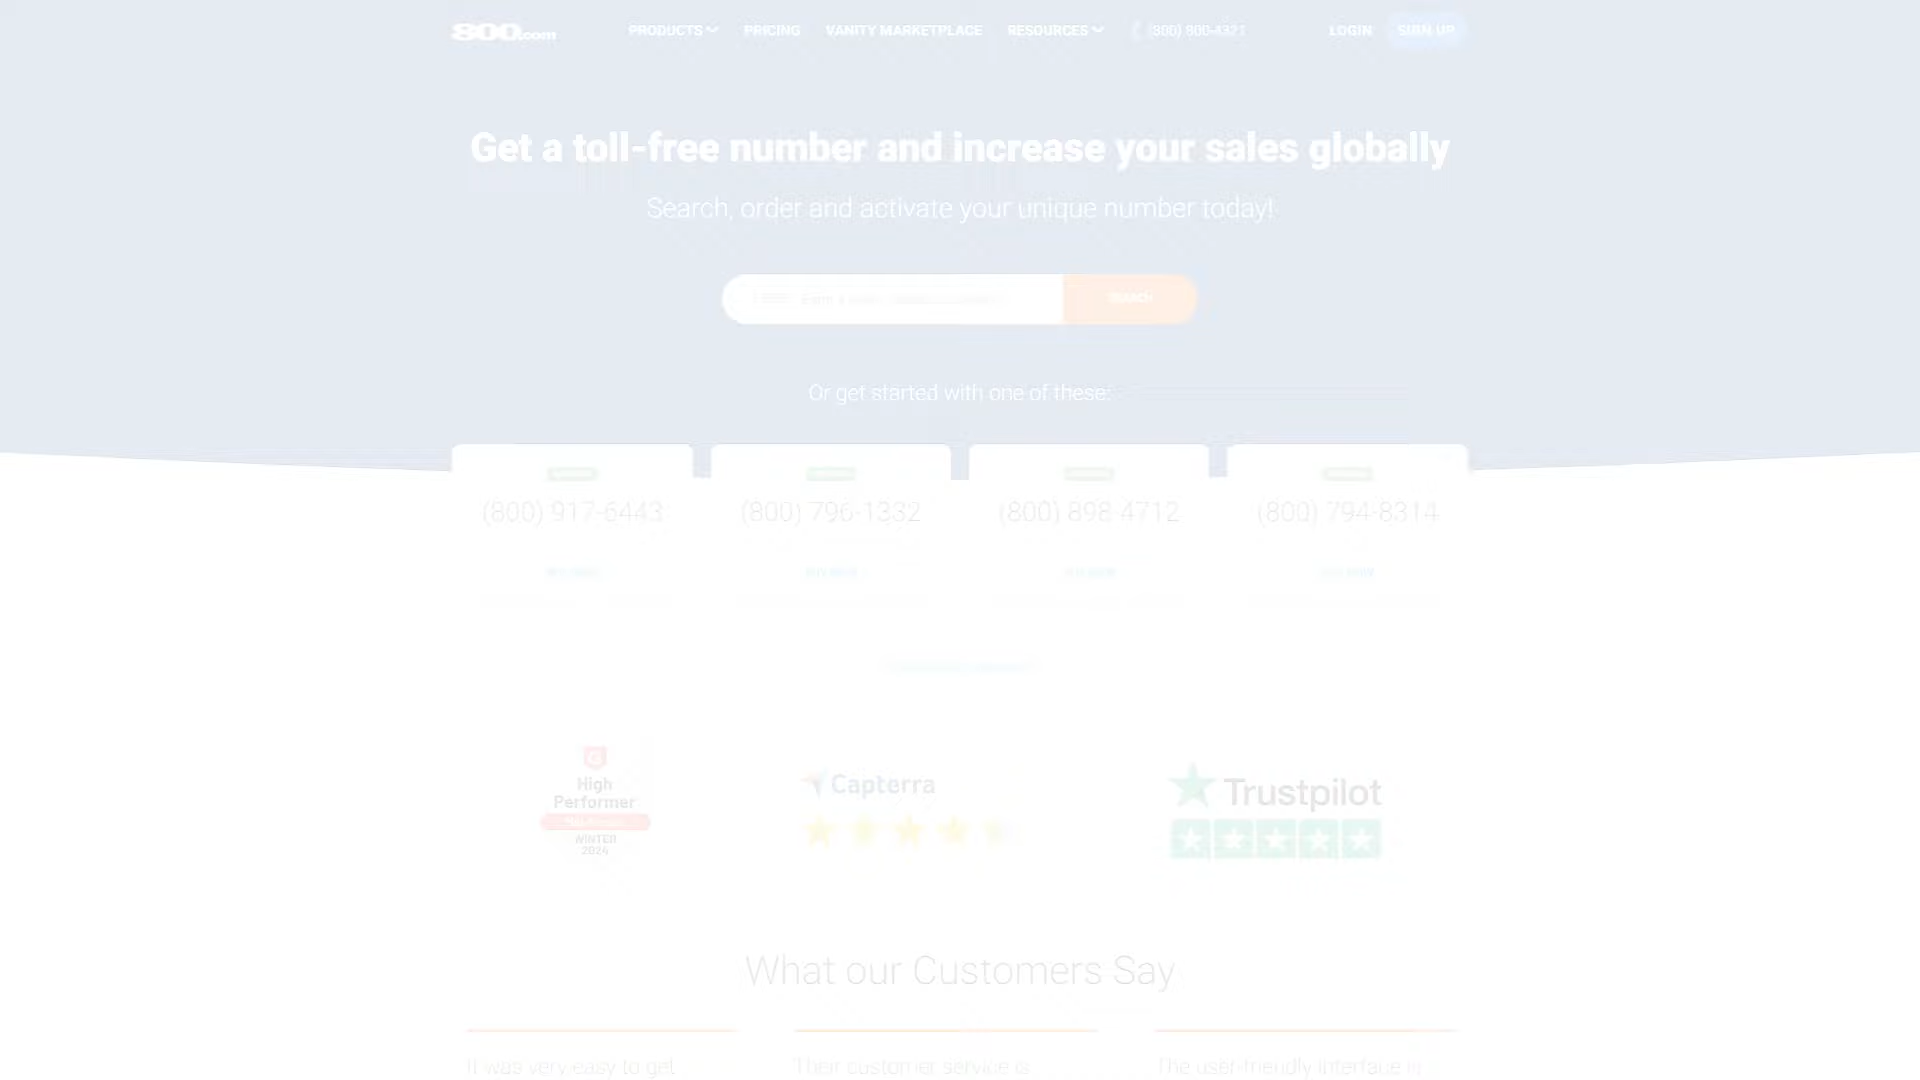 800.com
PRODUCTS PRICING VANITY MARKETPLACE RESOURCES (800) 800-4321 LOGIN SIGN UP
Get a toll-free number and increase your sales globally
Search, order and activate your unique number today!
SEARCH
Or get started with one of these:
(800) 917-6443 (800) 796-1332 (800) 898-4712 (800) 794-8314
G
High
Performer
WINTER
2024
Capterra
Trustpilot
What our Customers Say
It was very easy to get
Their customer service is
The user-friendly interface is